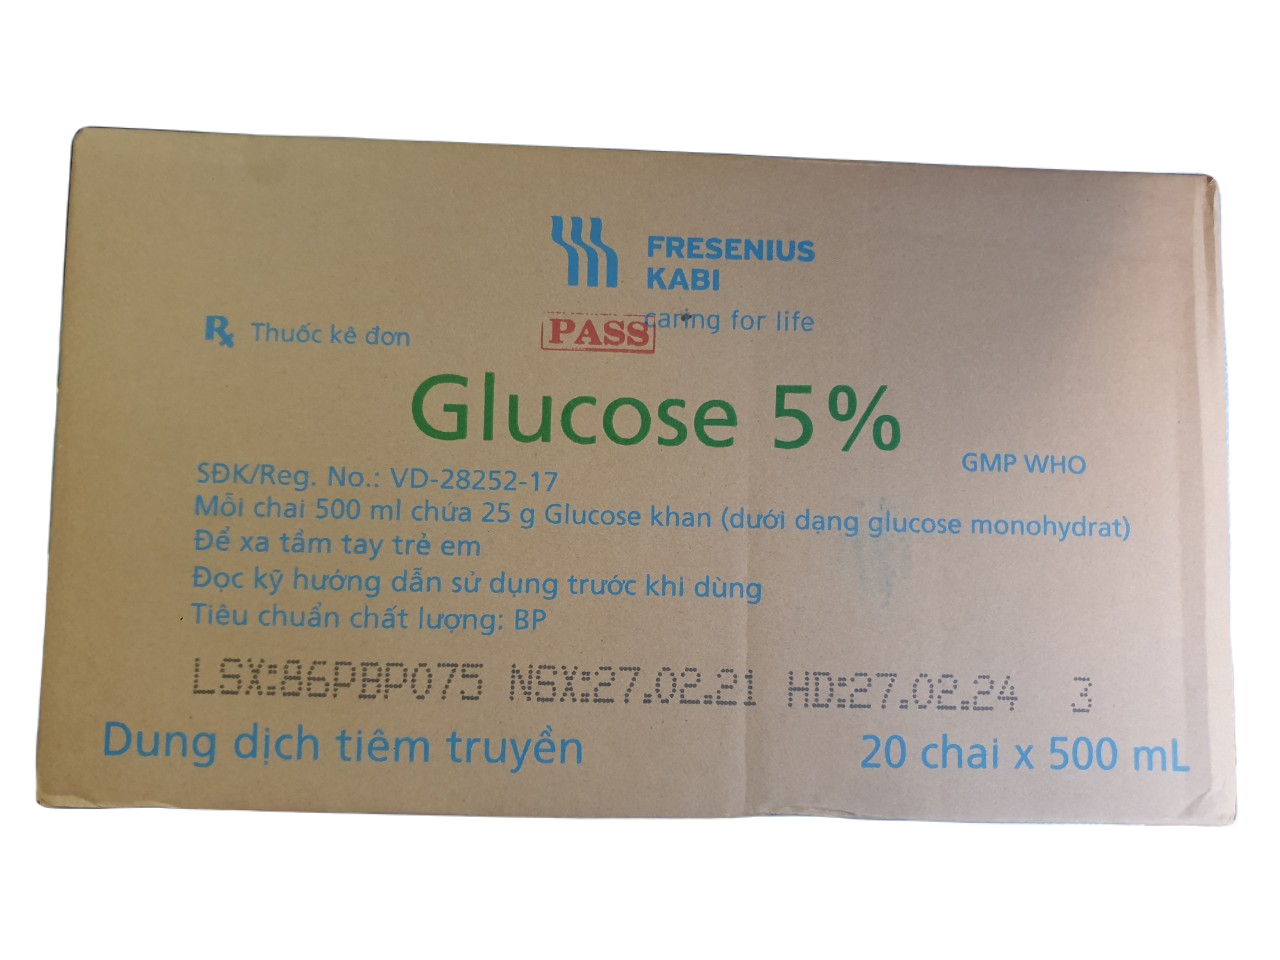 FRESENIUS
KABI
caring for life
Rx Thuốc kê đơn
PASS
Glucose 5%
GMP WHO
SĐK/Reg. No.: VD-28252-17
Mỗi chai 500 ml chứa 25 g Glucose khan (dưới dạng glucose monohydrat)
Để xa tầm tay trẻ em
Đọc kỹ hướng dẫn sử dụng trước khi dùng
Tiêu chuẩn chất lượng: BP
LSX:86PBP075 NSX:27.02.21 HD:27.02.24 3
Dung dịch tiêm truyền
20 chai x 500 mL